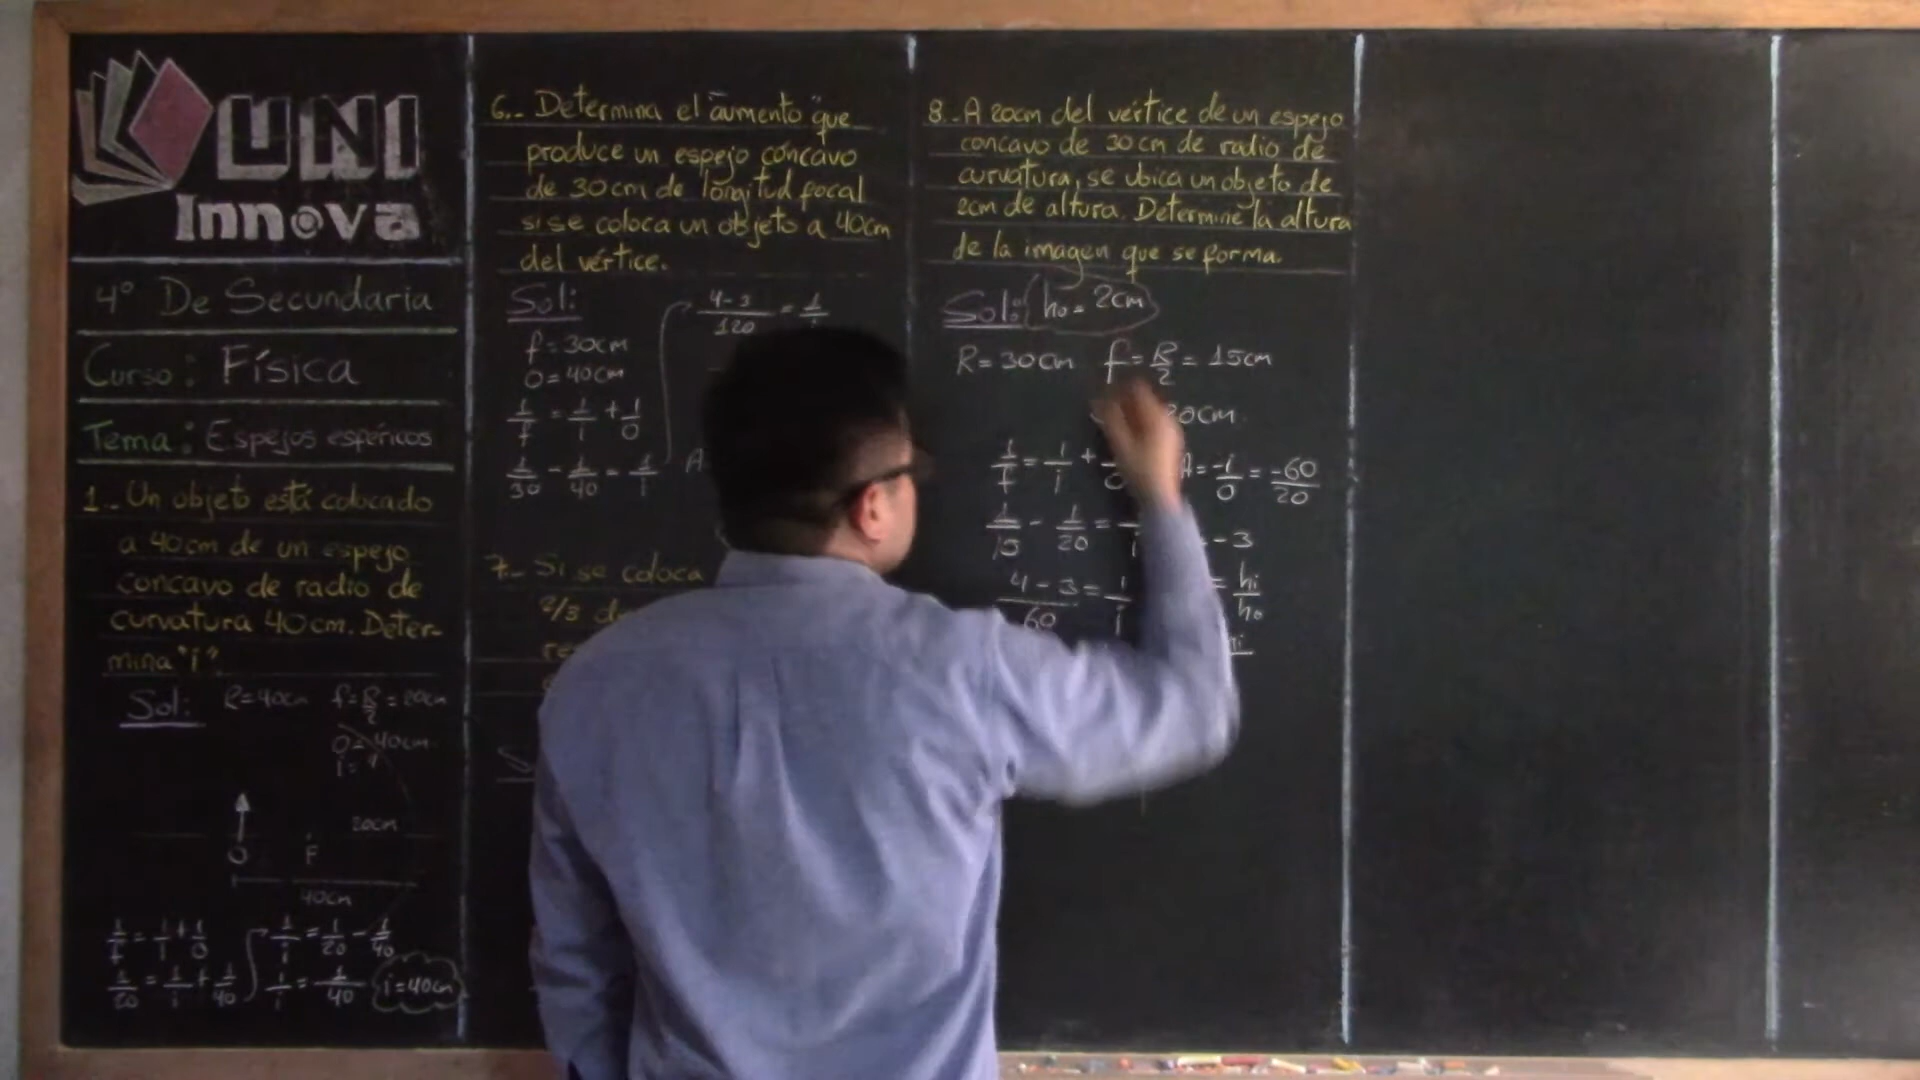 UNI
Innova
4° De Secundaria
Curso: Física
Tema: Espejos esféricos
1.- Un objeto está colocado
a 40cm de un espejo
concavo de radio de
curvatura 40cm. Deter-
mina "i".
Sol: R=40cm f=R/2=20cm
O=40cm
i=?
20cm
O F
40cm
1/f = 1/i + 1/O
1/20 = 1/i + 1/40
1/i = 1/20 - 1/40
1/i = 1/40 i=40cm
6.- Determina el "aumento" que
produce un espejo cóncavo
de 30cm de longitud focal
si se coloca un objeto a 40cm
del vértice.
Sol:
f=30cm
O=40cm
1/f = 1/i + 1/O
1/30 - 1/40 = 1/i
4-3/120 = 1/i
A
7.- Si se coloca
2/3
8.- A 20cm del vértice de un espejo
concavo de 30cm de radio de
curvatura, se ubica un objeto de
2cm de altura. Determine la altura
de la imagen que se forma.
Sol: ho = 2cm
R=30cm f=R/2=15cm
20cm.
1/f = 1/i +
1/15 - 1/20 =
4-3/60 = 1/i
A = -i/O = -60/20
-3
= hi/ho
hi